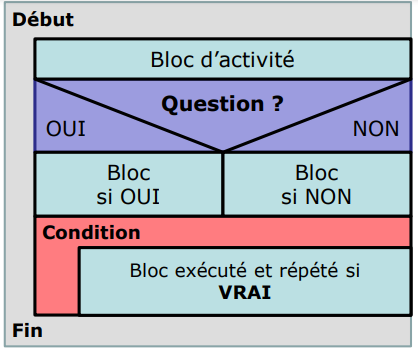 Début
Bloc d'activité
Question ?
OUI
NON
Bloc
si OUI
Bloc
si NON
Condition
Bloc exécuté et répété si
VRAI
Fin